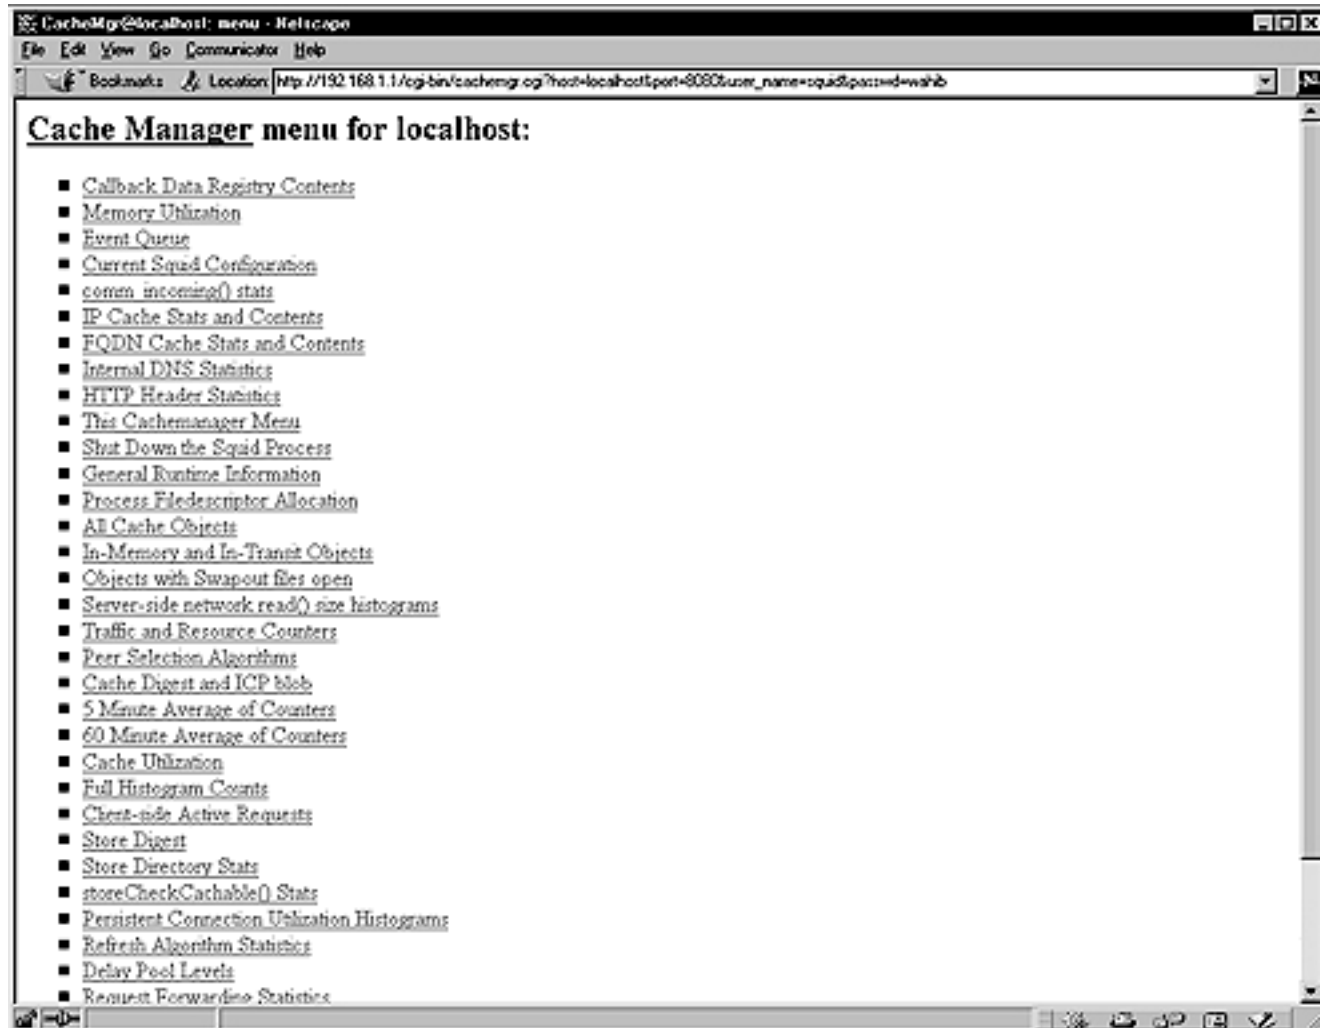 CacheMgr@localhost: menu - Netscape
File Edit View Go Communicator Help
Bookmarks Location: http://192.168.1.1/cgi-bin/cachemgr.cgi?host=localhost&port=8080&user_name=squid&passwd=wahib
Cache Manager menu for localhost:
Callback Data Registry Contents
Memory Utilization
Event Queue
Current Squid Configuration
comm_incoming() stats
IP Cache Stats and Contents
FQDN Cache Stats and Contents
Internal DNS Statistics
HTTP Header Statistics
This Cachemanager Menu
Shut Down the Squid Process
General Runtime Information
Process Filedescriptor Allocation
All Cache Objects
In-Memory and In-Transit Objects
Objects with Swapout files open
Server-side network read() size histograms
Traffic and Resource Counters
Peer Selection Algorithms
Cache Digest and ICP blob
5 Minute Average of Counters
60 Minute Average of Counters
Cache Utilization
Full Histogram Counts
Client-side Active Requests
Store Digest
Store Directory Stats
storeCheckCachable() Stats
Persistent Connection Utilization Histograms
Refresh Algorithm Statistics
Delay Pool Levels
Request Forwarding Statistics